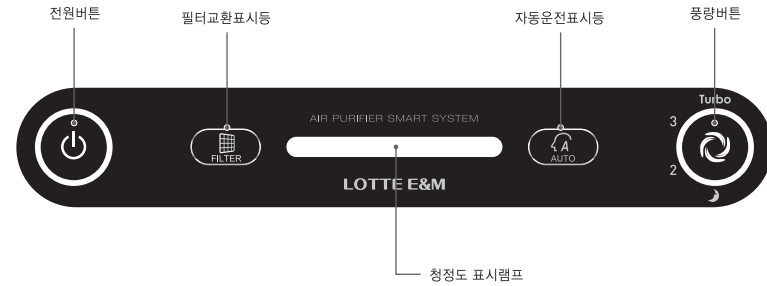 전원버튼
필터교환표시등
자동운전표시등
풍량버튼
Turbo
3
AIR PURIFIER SMART SYSTEM
FILTER
A
AUTO
2
LOTTE E&M
청정도 표시램프